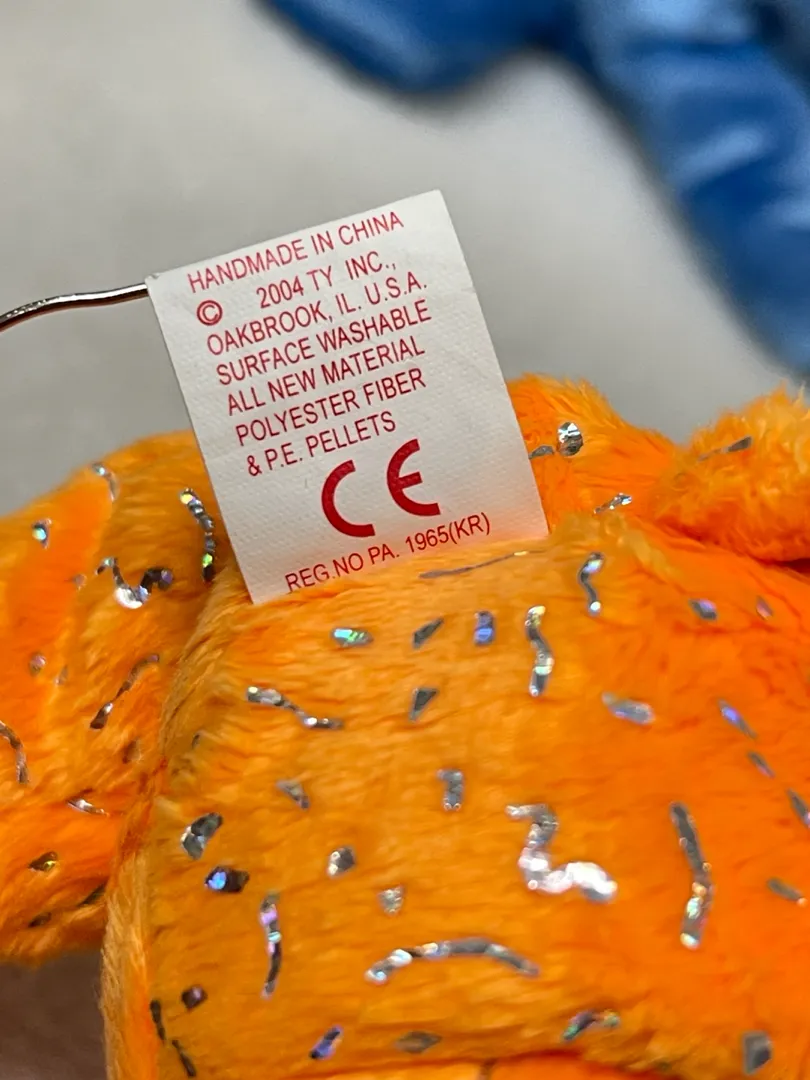 HANDMADE IN CHINA
© 2004 TY INC.,
OAKBROOK, IL. U.S.A.
SURFACE WASHABLE
ALL NEW MATERIAL
POLYESTER FIBER
& P.E. PELLETS
CE
REG.NO PA. 1965(KR)